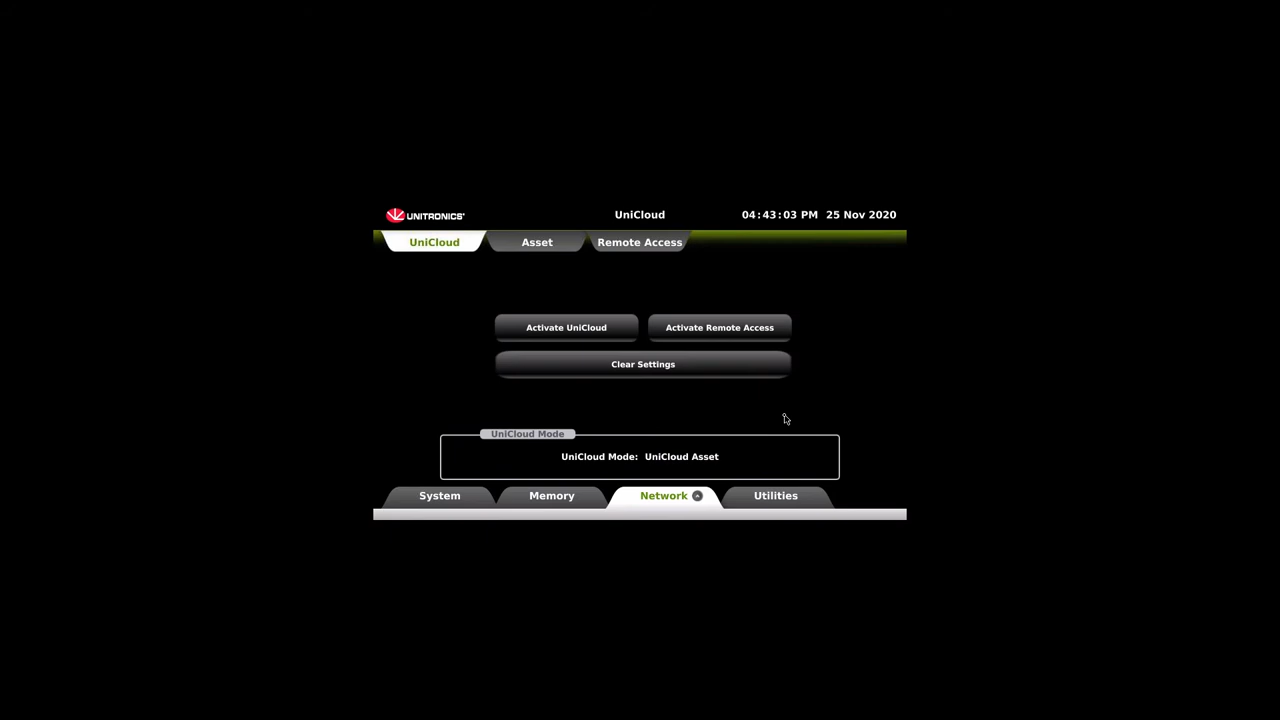 UNITRONICS UniCloud 04:43:03 PM 25 Nov 2020
UniCloud Asset Remote Access
Activate UniCloud Activate Remote Access
Clear Settings
UniCloud Mode
UniCloud Mode: UniCloud Asset
System Memory Network Utilities